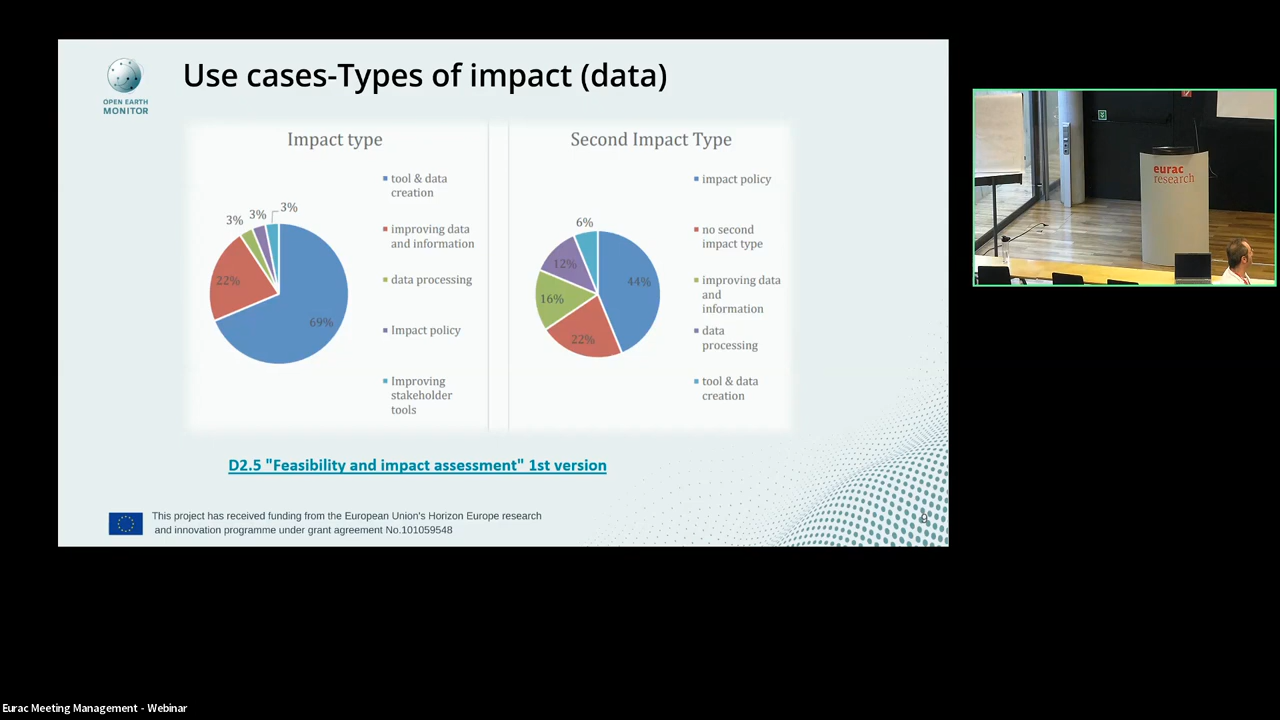 Use cases-Types of impact (data)
OPEN EARTH
MONITOR
Impact type
tool & data
creation
improving data
and information
data processing
Impact policy
Improving
stakeholder
tools
3%
3%
3%
22%
69%
Second Impact Type
impact policy
no second
impact type
improving data
and
information
data
processing
tool & data
creation
6%
12%
44%
16%
22%
D2.5 "Feasibility and impact assessment" 1st version
This project has received funding from the European Union's Horizon Europe research
and innovation programme under grant agreement No.101059548
9
eurac
research
Eurac Meeting Management - Webinar